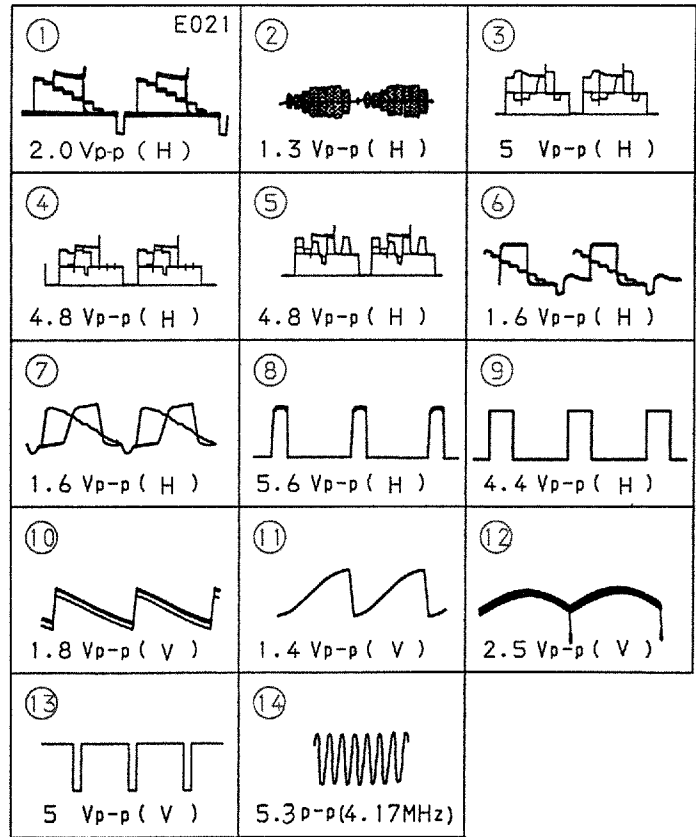 ① E021
2.0 Vp-p ( H )
②
1.3 Vp-p ( H )
③
5 Vp-p ( H )
④
4.8 Vp-p ( H )
⑤
4.8 Vp-p ( H )
⑥
1.6 Vp-p ( H )
⑦
1.6 Vp-p ( H )
⑧
5.6 Vp-p ( H )
⑨
4.4 Vp-p ( H )
⑩
1.8 Vp-p ( V )
⑪
1.4 Vp-p ( V )
⑫
2.5 Vp-p ( V )
⑬
5 Vp-p ( V )
⑭
5.3p-p(4.17MHz)